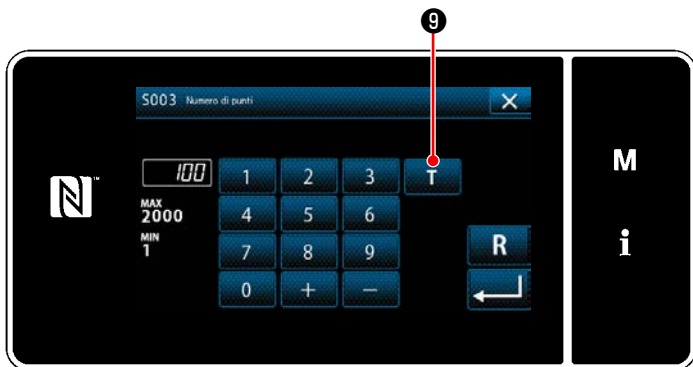 9
S003 Numero di punti
100
1 2 3 T
MAX
2000
4 5 6
MIN
1
7 8 9 R
0 + −
M
i